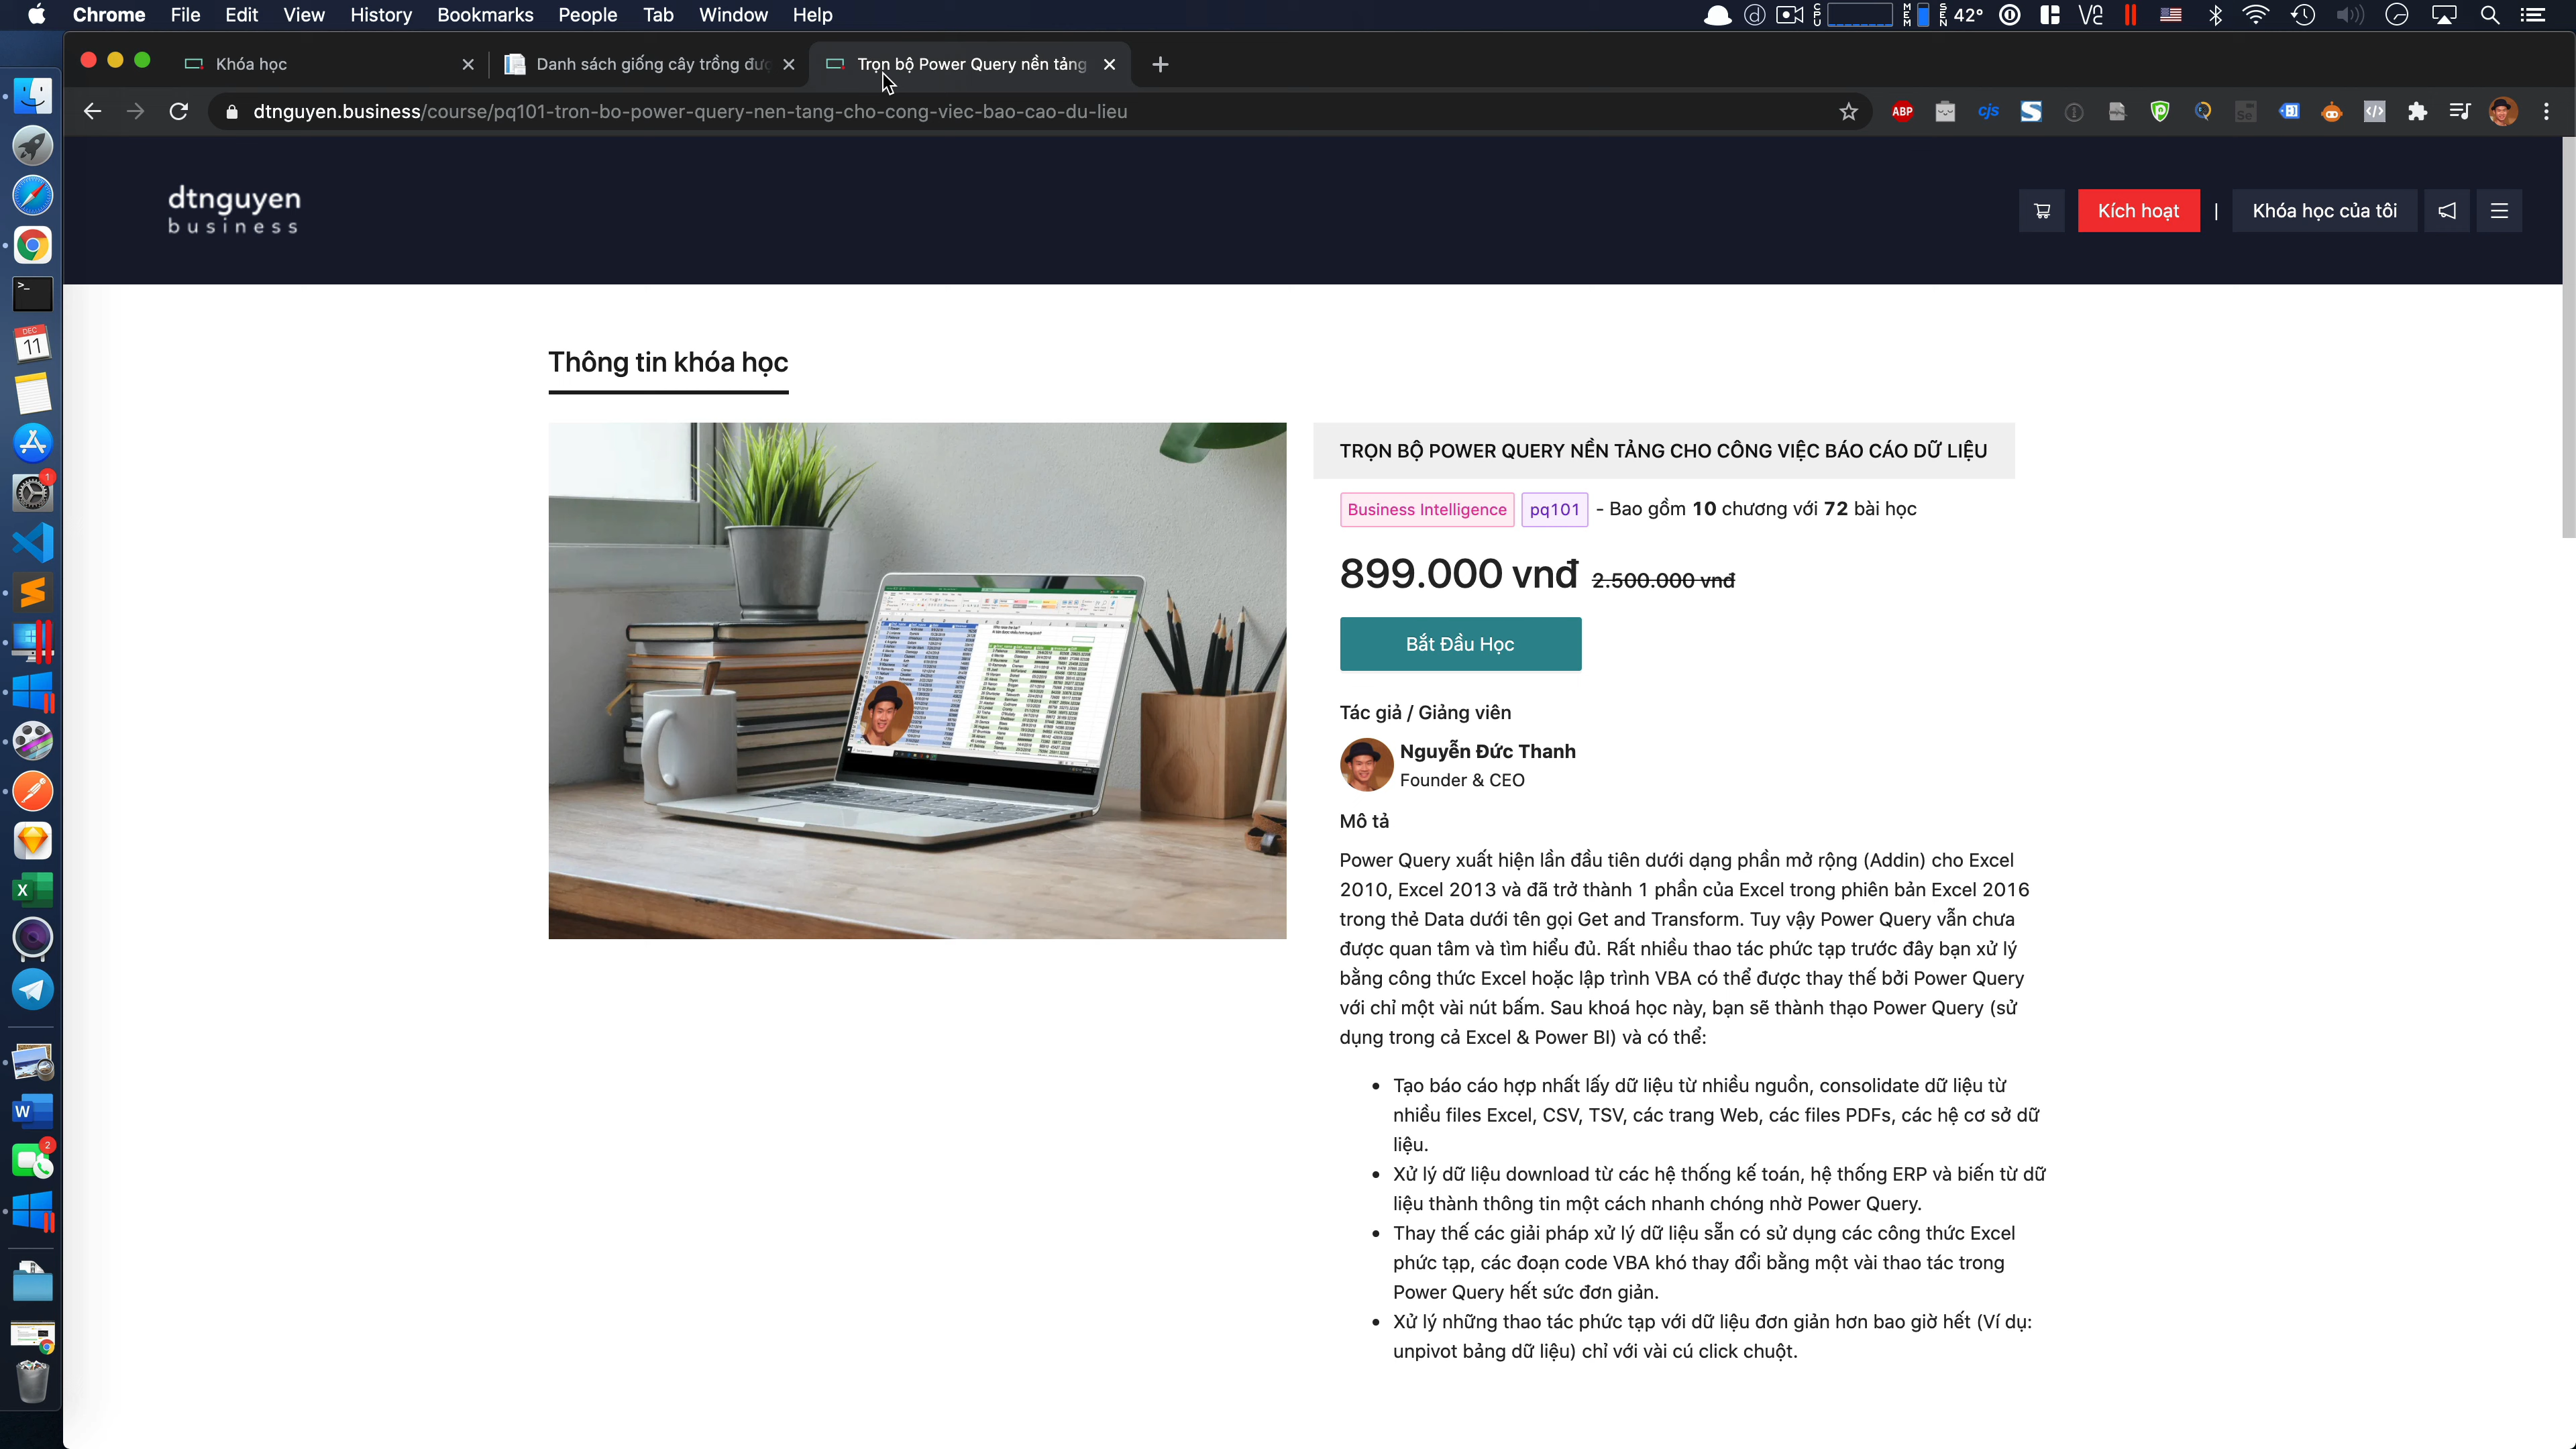 Chrome File Edit View History Bookmarks People Tab Window Help
42°
Khóa học
Danh sách giống cây trồng đượ
Trọn bộ Power Query nền tảng
dtnguyen.business/course/pq101-tron-bo-power-query-nen-tang-cho-cong-viec-bao-cao-du-lieu
dtnguyen
business
Kích hoạt
|
Khóa học của tôi
Thông tin khóa học
TRỌN BỘ POWER QUERY NỀN TẢNG CHO CÔNG VIỆC BÁO CÁO DỮ LIỆU
Business Intelligence pq101 - Bao gồm 10 chương với 72 bài học
899.000 vnđ 2.500.000 vnđ
Bắt Đầu Học
Tác giả / Giảng viên
Nguyễn Đức Thanh
Founder & CEO
Mô tả
Power Query xuất hiện lần đầu tiên dưới dạng phần mở rộng (Addin) cho Excel
2010, Excel 2013 và đã trở thành 1 phần của Excel trong phiên bản Excel 2016
trong thẻ Data dưới tên gọi Get and Transform. Tuy vậy Power Query vẫn chưa
được quan tâm và tìm hiểu đủ. Rất nhiều thao tác phức tạp trước đây bạn xử lý
bằng công thức Excel hoặc lập trình VBA có thể được thay thế bởi Power Query
với chỉ một vài nút bấm. Sau khoá học này, bạn sẽ thành thạo Power Query (sử
dụng trong cả Excel & Power BI) và có thể:
• Tạo báo cáo hợp nhất lấy dữ liệu từ nhiều nguồn, consolidate dữ liệu từ
nhiều files Excel, CSV, TSV, các trang Web, các files PDFs, các hệ cơ sở dữ
liệu.
• Xử lý dữ liệu download từ các hệ thống kế toán, hệ thống ERP và biến từ dữ
liệu thành thông tin một cách nhanh chóng nhờ Power Query.
• Thay thế các giải pháp xử lý dữ liệu sẵn có sử dụng các công thức Excel
phức tạp, các đoạn code VBA khó thay đổi bằng một vài thao tác trong
Power Query hết sức đơn giản.
• Xử lý những thao tác phức tạp với dữ liệu đơn giản hơn bao giờ hết (Ví dụ:
unpivot bảng dữ liệu) chỉ với vài cú click chuột.